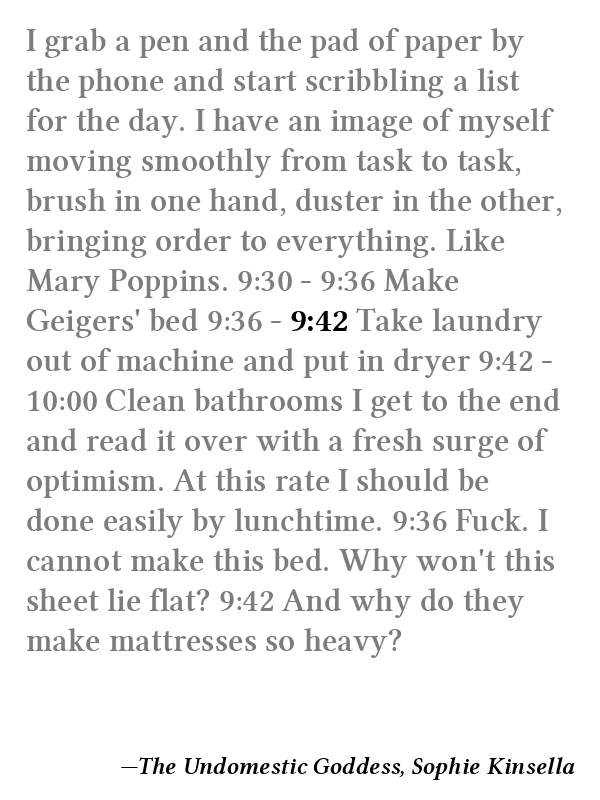 I grab a pen and the pad of paper by
the phone and start scribbling a list
for the day. I have an image of myself
moving smoothly from task to task,
brush in one hand, duster in the other,
bringing order to everything. Like
Mary Poppins. 9:30 – 9:36 Make
Geigers' bed 9:36 – 9:42 Take laundry
out of machine and put in dryer 9:42 –
10:00 Clean bathrooms I get to the end
and read it over with a fresh surge of
optimism. At this rate I should be
done easily by lunchtime. 9:36 Fuck. I
cannot make this bed. Why won't this
sheet lie flat? 9:42 And why do they
make mattresses so heavy?
—The Undomestic Goddess, Sophie Kinsella